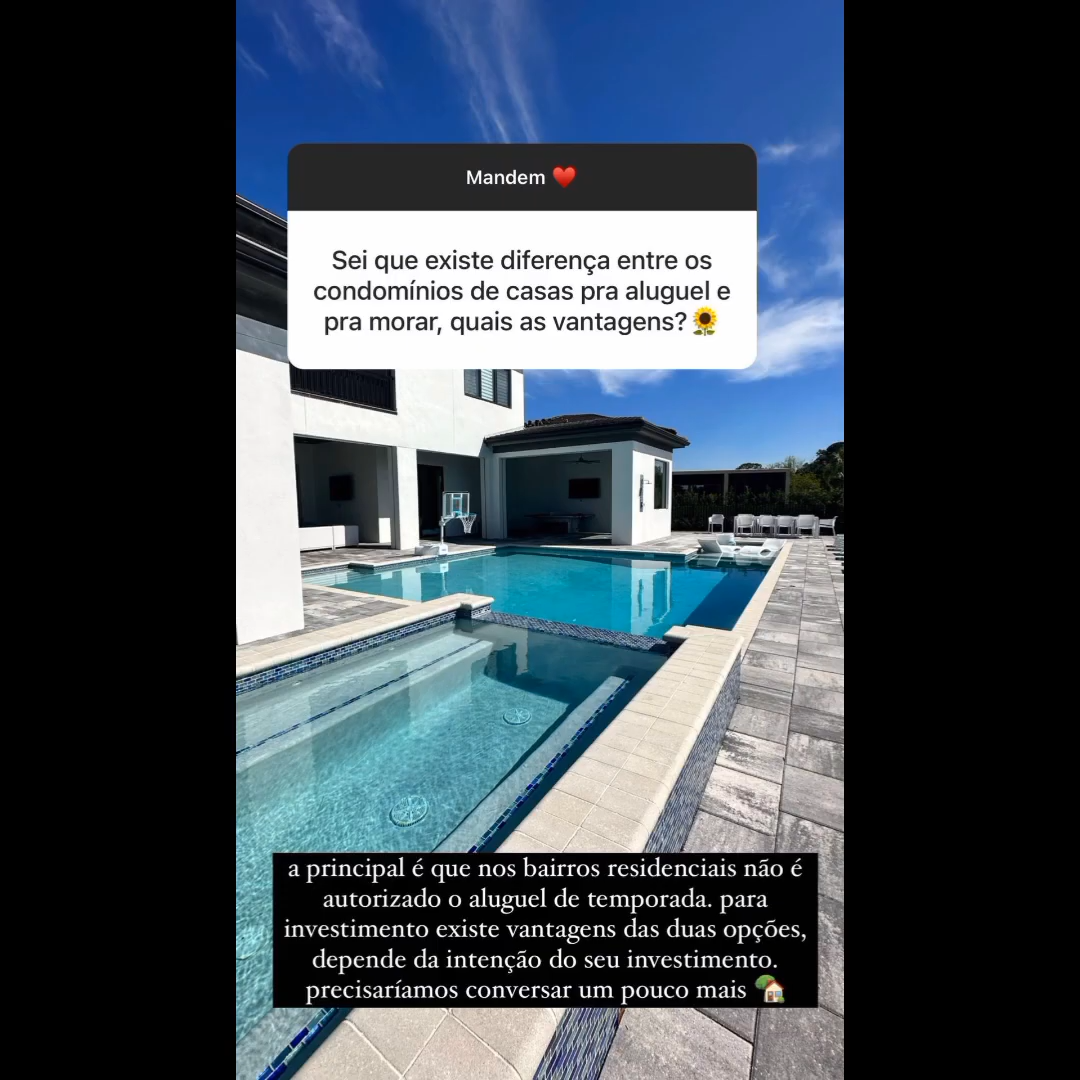 Mandem ❤️
Sei que existe diferença entre os
condomínios de casas pra aluguel e
pra morar, quais as vantagens?🌻
a principal é que nos bairros residenciais não é
autorizado o aluguel de temporada. para
investimento existe vantagens das duas opções,
depende da intenção do seu investimento.
precisaríamos conversar um pouco mais 🏡